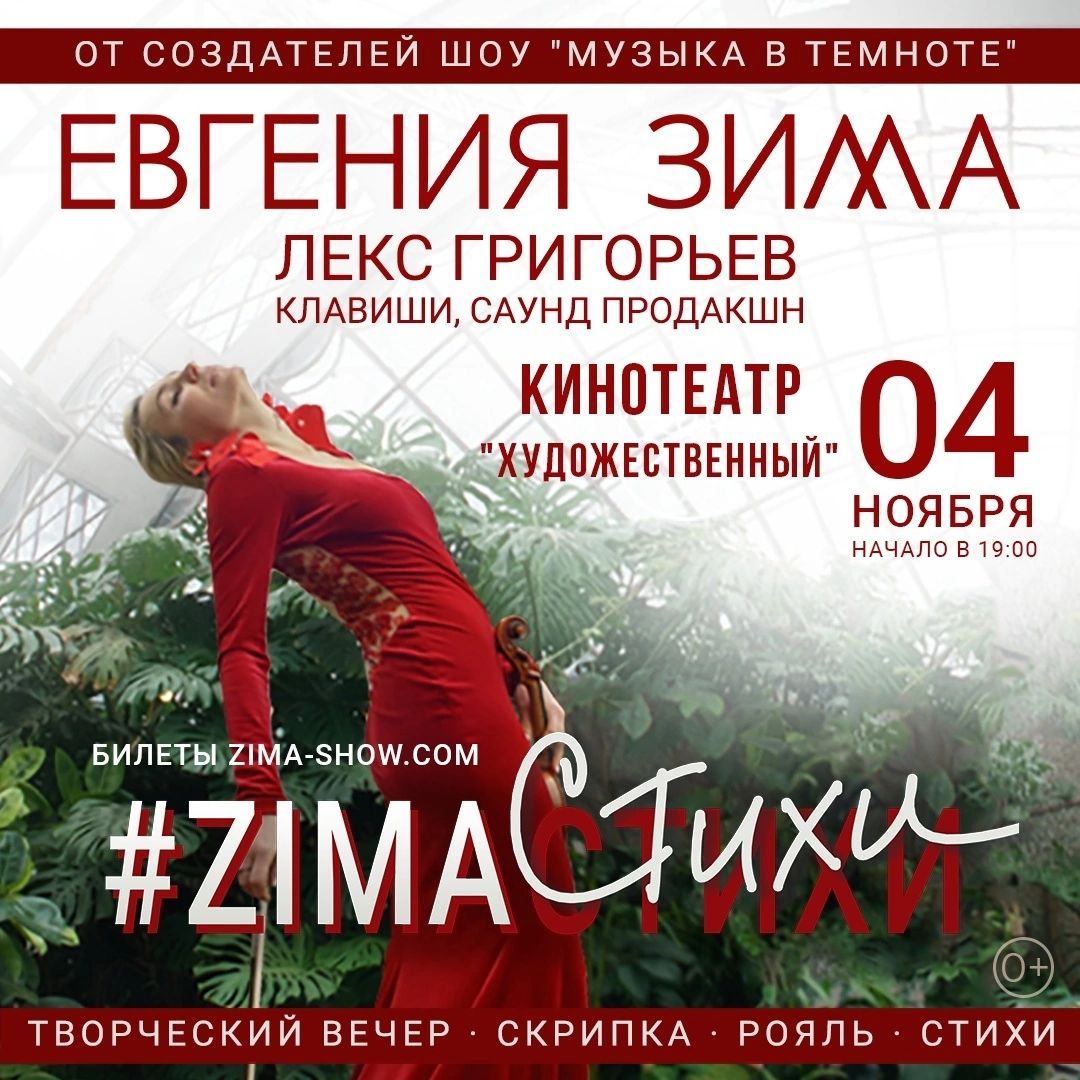 ОТ СОЗДАТЕЛЕЙ ШОУ "МУЗЫКА В ТЕМНОТЕ"
ЕВГЕНИЯ ЗИМА
ЛЕКС ГРИГОРЬЕВ
КЛАВИШИ, САУНД ПРОДАКШН
КИНОТЕАТР
"ХУДОЖЕСТВЕННЫЙ"
04
НОЯБРЯ
НАЧАЛО В 19:00
БИЛЕТЫ ZIMA-SHOW.COM
#ZIMAСтихи
0+
ТВОРЧЕСКИЙ ВЕЧЕР · СКРИПКА · РОЯЛЬ · СТИХИ